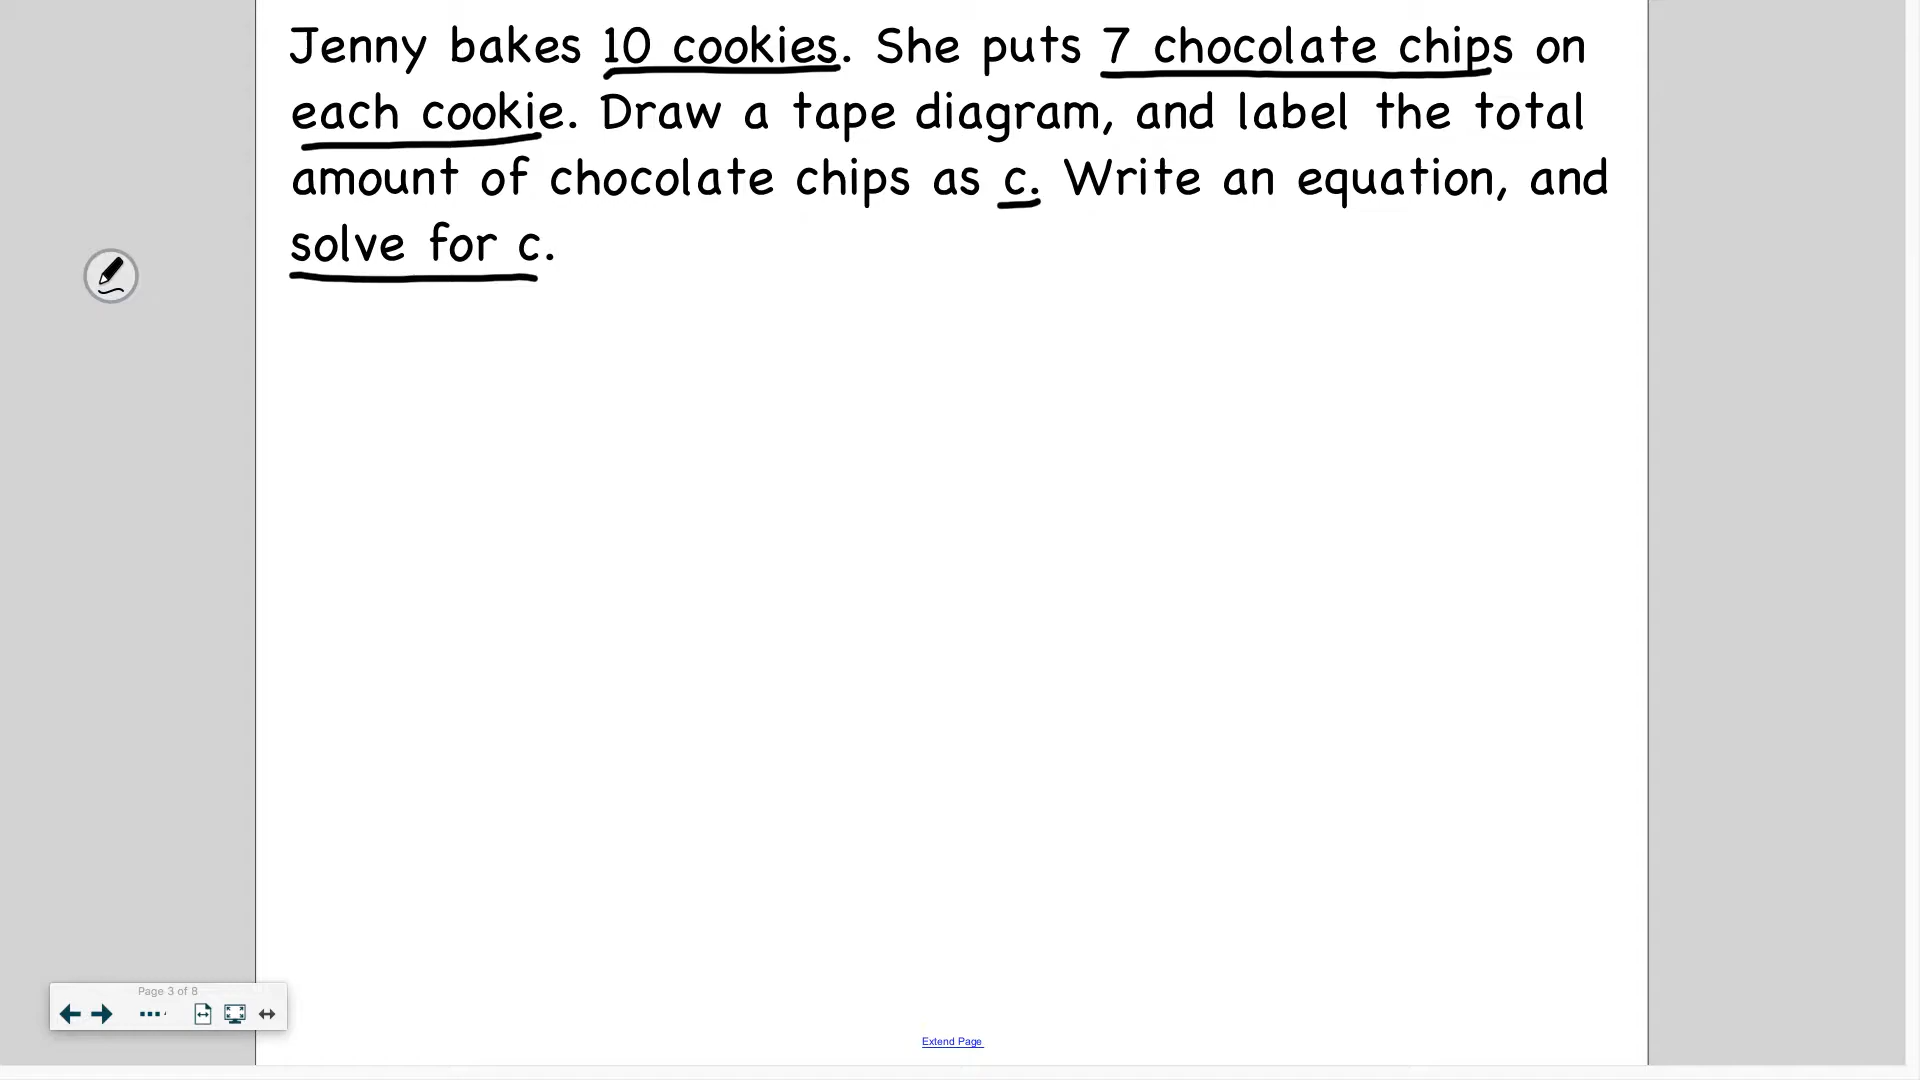 Jenny bakes 10 cookies. She puts 7 chocolate chips on
each cookie. Draw a tape diagram, and label the total
amount of chocolate chips as c. Write an equation, and
solve for c.
Page 3 of 8
Extend Page